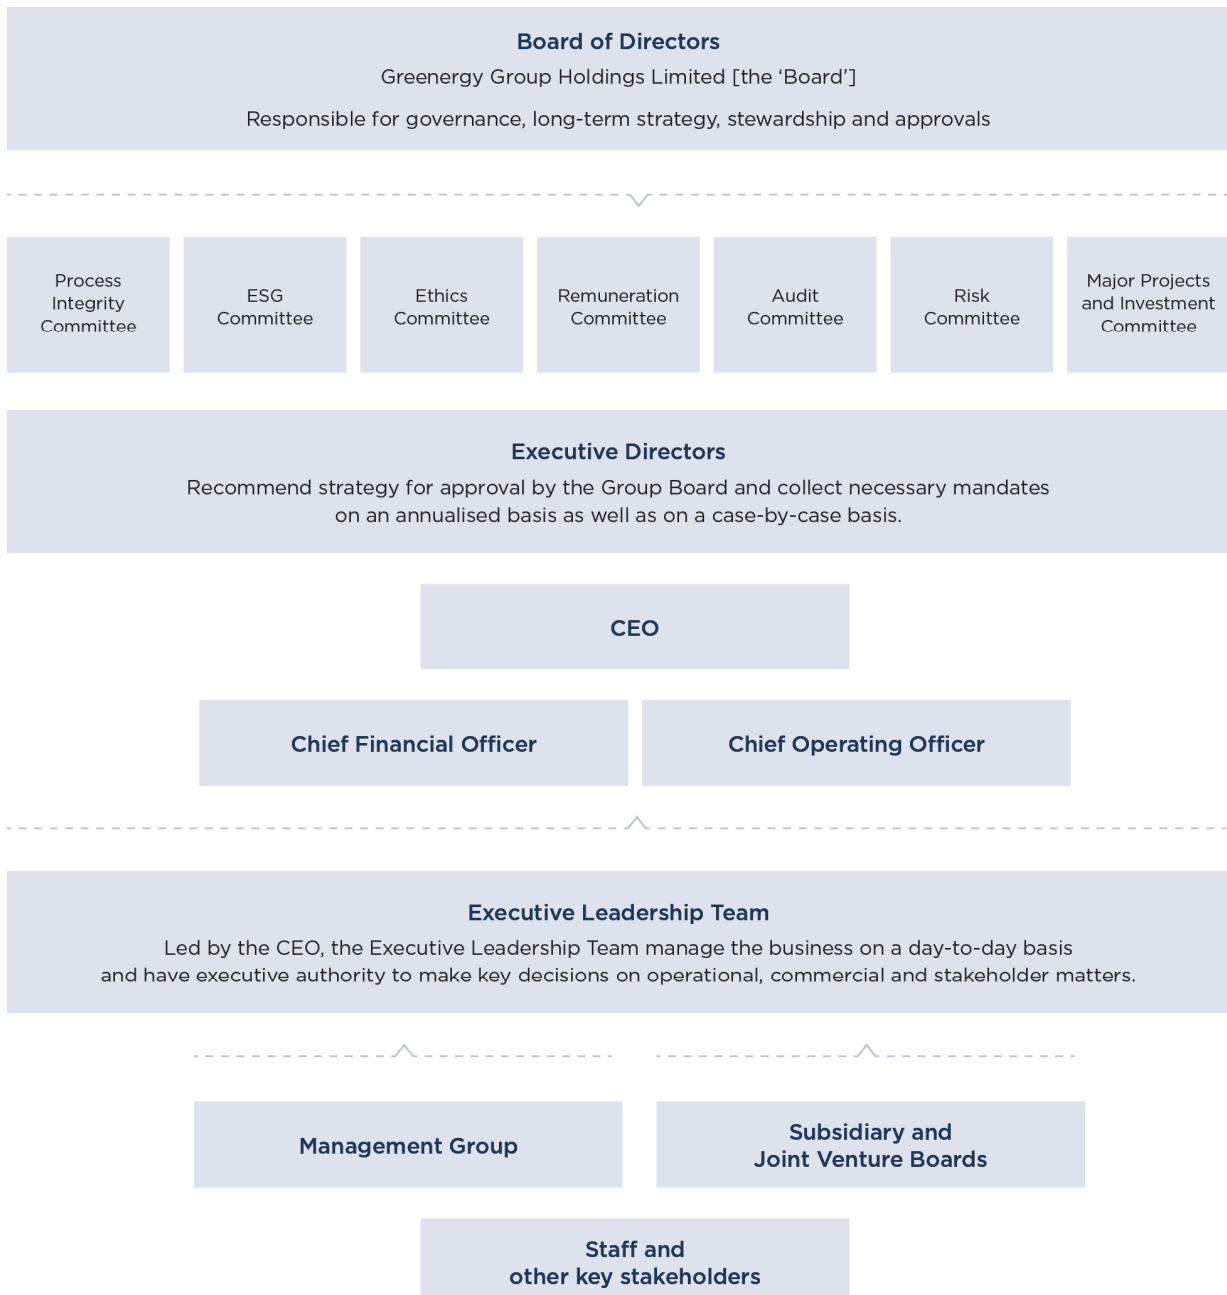 Board of Directors
Greenergy Group Holdings Limited [the ‘Board’]
Responsible for governance, long-term strategy, stewardship and approvals
Process
Integrity
Committee
ESG
Committee
Ethics
Committee
Remuneration
Committee
Audit
Committee
Risk
Committee
Major Projects
and Investment
Committee
Executive Directors
Recommend strategy for approval by the Group Board and collect necessary mandates
on an annualised basis as well as on a case-by-case basis.
CEO
Chief Financial Officer
Chief Operating Officer
Executive Leadership Team
Led by the CEO, the Executive Leadership Team manage the business on a day-to-day basis
and have executive authority to make key decisions on operational, commercial and stakeholder matters.
Management Group
Subsidiary and
Joint Venture Boards
Staff and
other key stakeholders